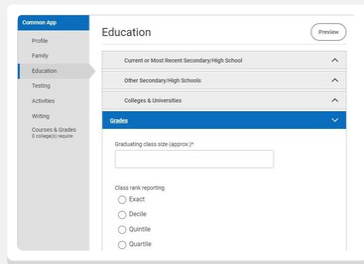 Common App
Profile
Family
Education
Testing
Activities
Writing
Courses & Grades
0 college(s) require
Education
Preview
Current or Most Recent Secondary/High School
Other Secondary/High Schools
Colleges & Universities
Grades
Graduating class size (approx.)*
Class rank reporting
Exact
Decile
Quintile
Quartile